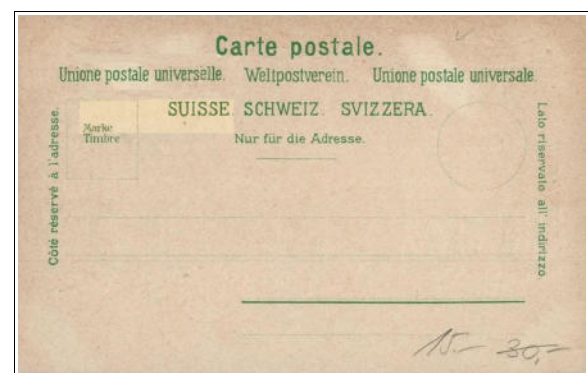 Carte postale.
Unione postale universelle. Weltpostverein. Unione postale universale.
SUISSE. SCHWEIZ. SVIZZERA.
Marke
Timbre
Nur für die Adresse.
Côté réservé à l'adresse.
Lato riservato all' indirizzo.
15.- 30,-